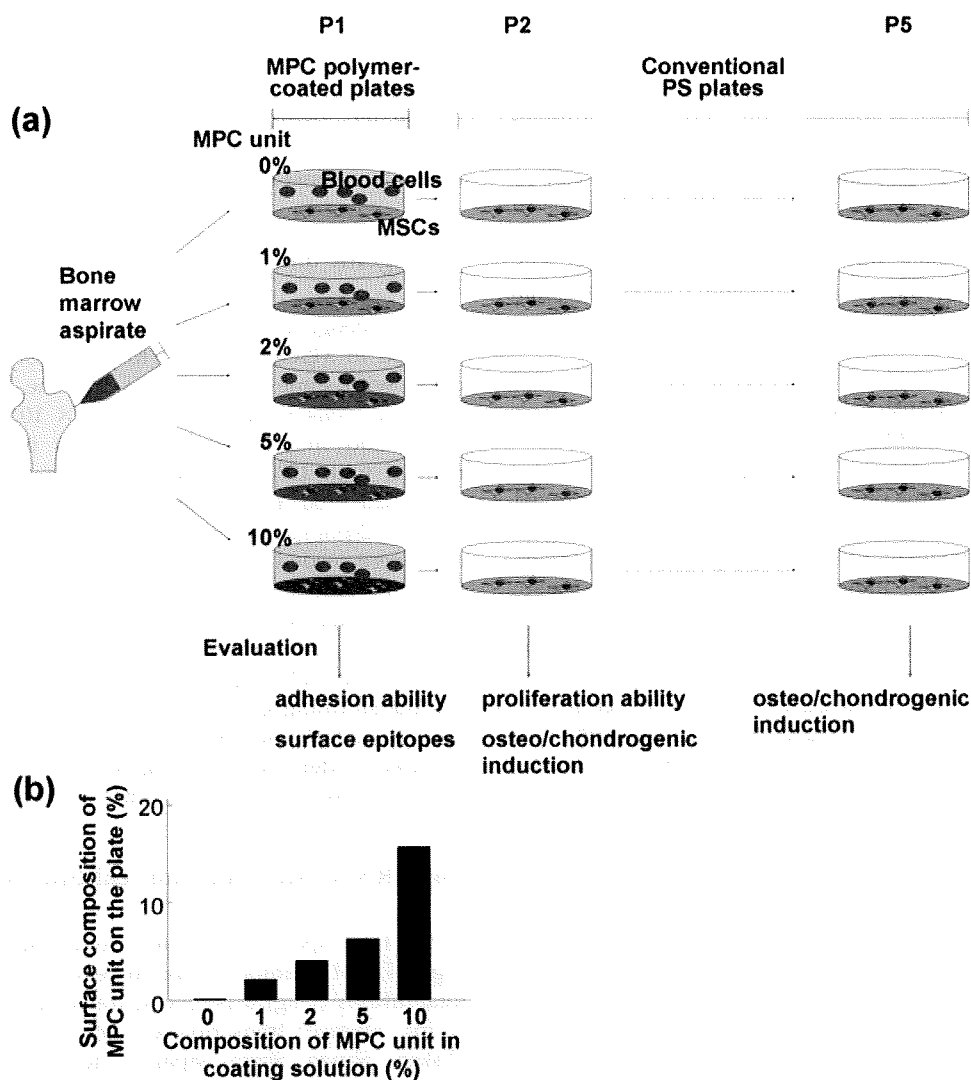 P1
P2
P5
MPC polymer-
coated plates
Conventional
PS plates
(a)
MPC unit
0%
Blood cells
MSCs
1%
Bone
marrow
aspirate
2%
5%
10%
Evaluation
adhesion ability
surface epitopes
proliferation ability
osteo/chondrogenic
induction
osteo/chondrogenic
induction
(b)
Surface composition of
MPC unit on the plate (%)
20
10
0
0 1 2 5 10
Composition of MPC unit in
coating solution (%)